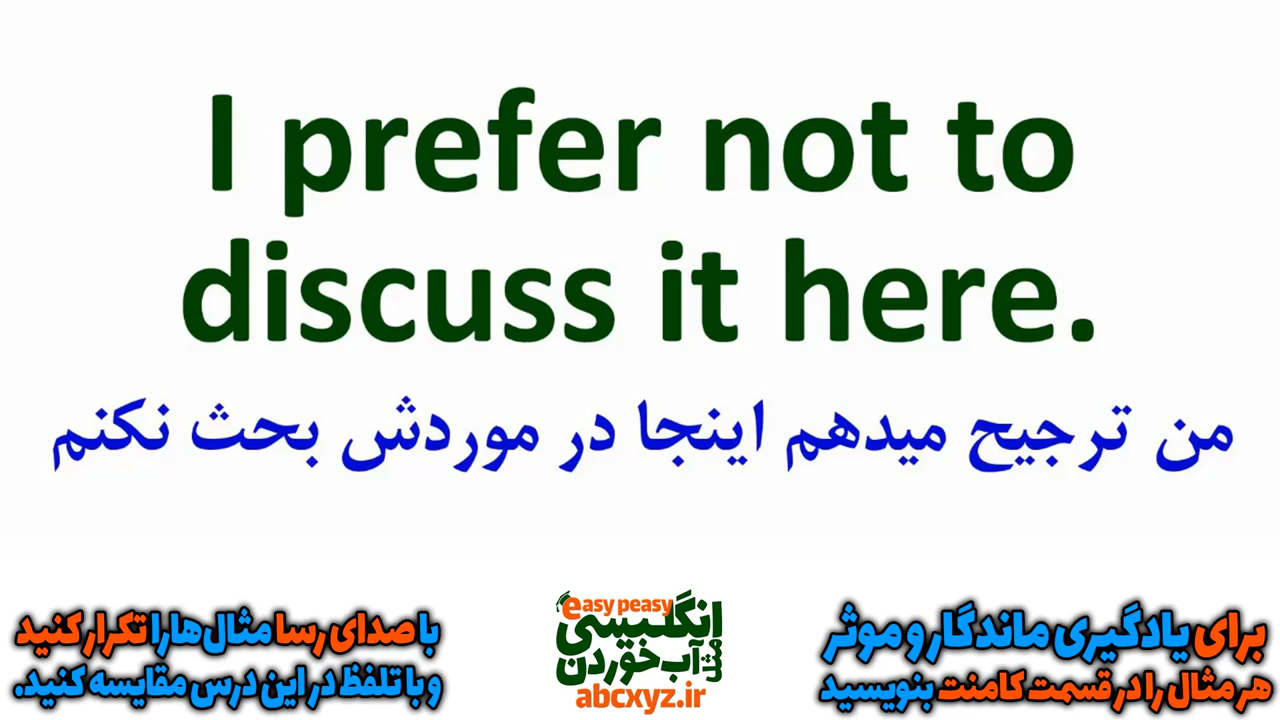 I prefer not to
discuss it here.
من ترجیح میدهم اینجا در موردش بحث نکنم
برای یادگیری ماندگار و موثر
هر مثال را در قسمت کامنت بنویسید
easy peasy
انگلیسی
مثل
آب خوردن
abcxyz.ir
با صدای رسا مثال‌ها را تکرار کنید
و با تلفظ در این درس مقایسه کنید.